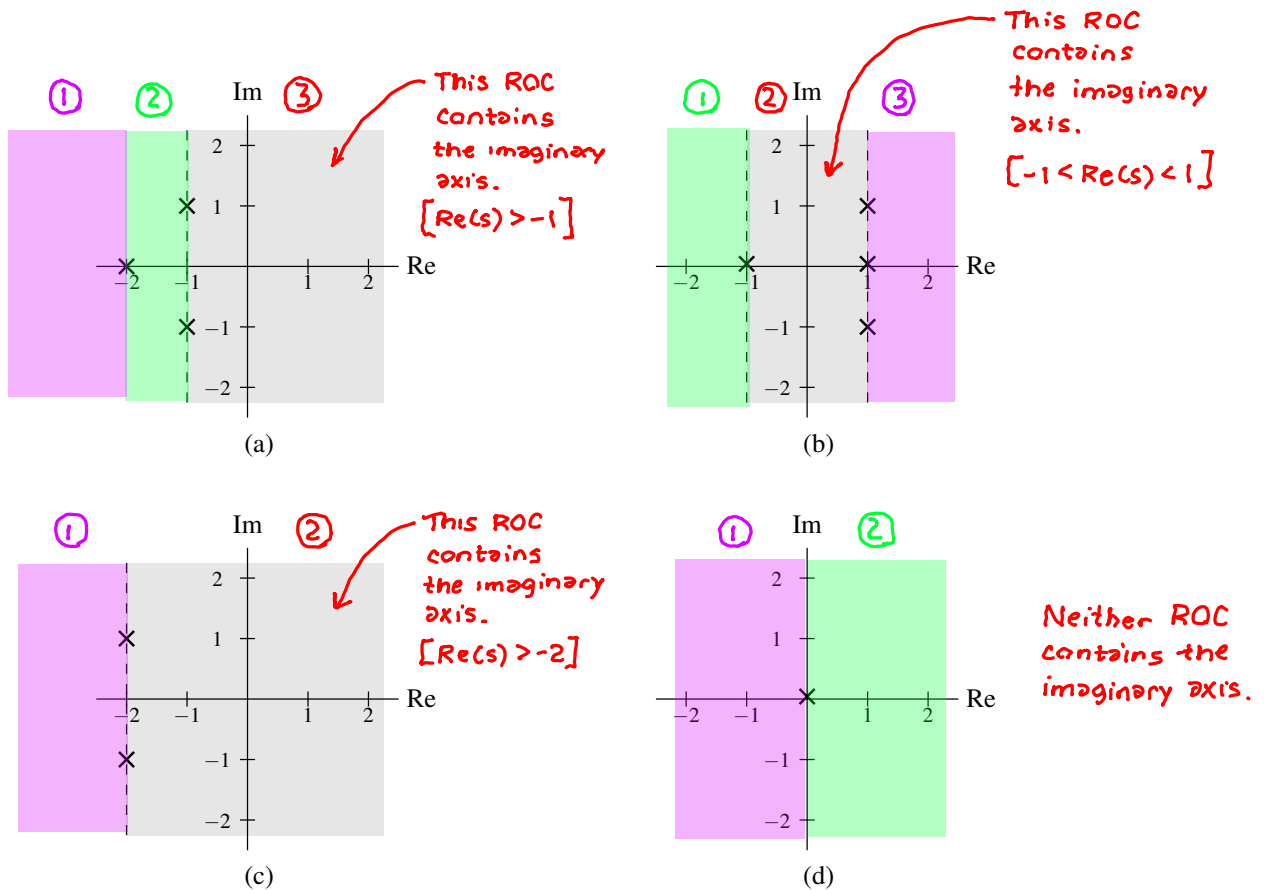 ① ② Im ③
This ROC
contains
the imaginary
axis.
[Re(s) > -1]
2
1
Re
−2 −1 1 2
−1
−2
(a)
① ② ③
This ROC
contains
the imaginary
axis.
[-1 < Re(s) < 1]
2
1
Re
−2 −1 1 2
−1
−2
(b)
① Im ②
This ROC
contains
the imaginary
axis.
[Re(s) > -2]
2
1
Re
−2 −1 1 2
−1
−2
(c)
① Im ②
2
1
Re
−2 −1 1 2
−1
−2
(d)
Neither ROC
contains the
imaginary axis.